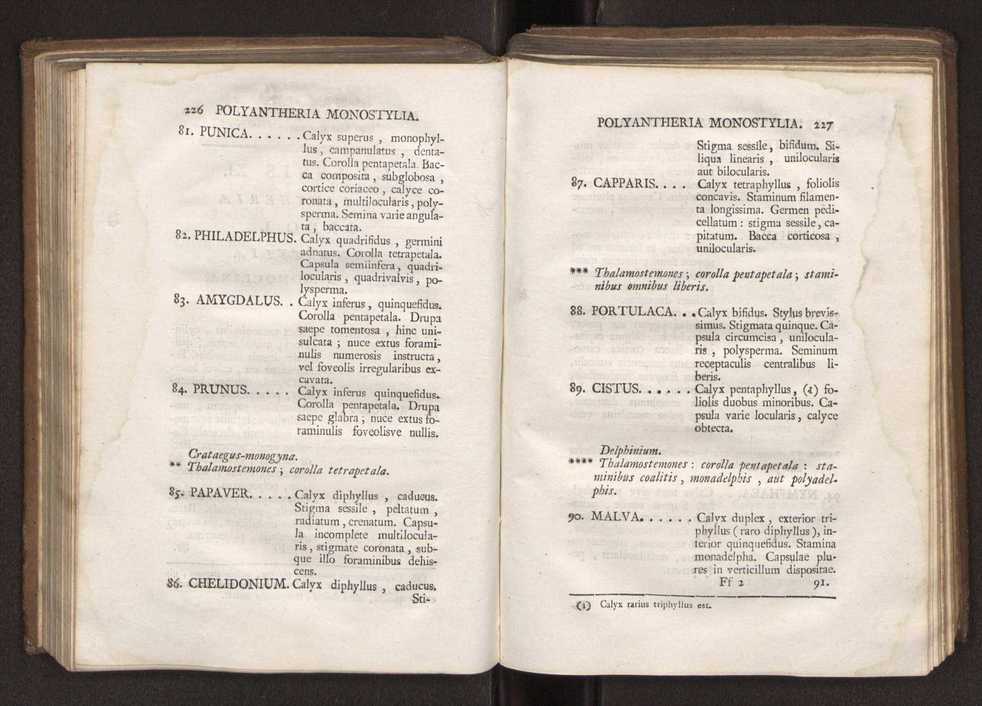 226 POLYANTHERIA MONOSTYLIA.
81. PUNICA. . . . . . Calyx superus , monophyl-
lus , campanulatus , denta-
tus. Corolla pentapetala. Bac-
ca composita , subglobosa ,
cortice coriaceo , calyce co-
ronata , multilocularis , poly-
sperma. Semina varie angula-
ta , baccata.
82. PHILADELPHUS. Calyx quadrifidus , germini
adnatus. Corolla tetrapetala.
Capsula semiinfera , quadri-
locularis , quadrivalvis , po-
lysperma.
83. AMYGDALUS. . Calyx inferus , quinquefidus.
Corolla pentapetala. Drupa
saepe tomentosa , hinc uni-
sulcata ; nuce extus forami-
nulis numerosis instructa ,
vel foveolis irregularibus ex-
cavata.
84. PRUNUS. . . . . Calyx inferus quinquefidus.
Corolla pentapetala. Drupa
saepe glabra ; nuce extus fo-
raminulis foveolisve nullis.
Crataegus-monogyna.
** Thalamostemones ; corolla tetrapetala.
85. PAPAVER. . . . . Calyx diphyllus , caducus.
Stigma sessile , peltatum ,
radiatum , crenatum. Capsu-
la incomplete multilocula-
ris , stigmate coronata , sub-
que illo foraminibus dehis-
cens.
86. CHELIDONIUM. Calyx diphyllus , caducus.
Sti-
POLYANTHERIA MONOSTYLIA. 227
Stigma sessile, bifidum. Si-
liqua linearis , unilocularis
aut bilocularis.
87. CAPPARIS. . . . Calyx tetraphyllus , foliolis
concavis. Staminum filamen-
ta longissima. Germen pedi-
cellatum : stigma sessile, ca-
pitatum. Bacca corticosa ,
unilocularis.
*** Thalamostemones ; corolla pentapetala ; stami-
nibus omnibus liberis.
88. PORTULACA. . . Calyx bifidus. Stylus brevis-
simus. Stigmata quinque. Ca-
psula circumcisa , unilocula-
ris , polysperma. Seminum
receptaculis centralibus li-
beris.
89. CISTUS. . . . . . Calyx pentaphyllus , (1) fo-
liolis duobus minoribus. Ca-
psula varie locularis , calyce
obtecta.
Delphinium.
**** Thalamostemones : corolla pentapetala : sta-
minibus coalitis , monadelphis , aut polyadel-
phis.
90. MALVA. . . . . . Calyx duplex , exterior tri-
phyllus ( raro diphyllus ), in-
terior quinquefidus. Stamina
monadelpha. Capsulae plu-
res in verticillum dispositae.
Ff 2 91.
(1) Calyx rarius triphyllus est.